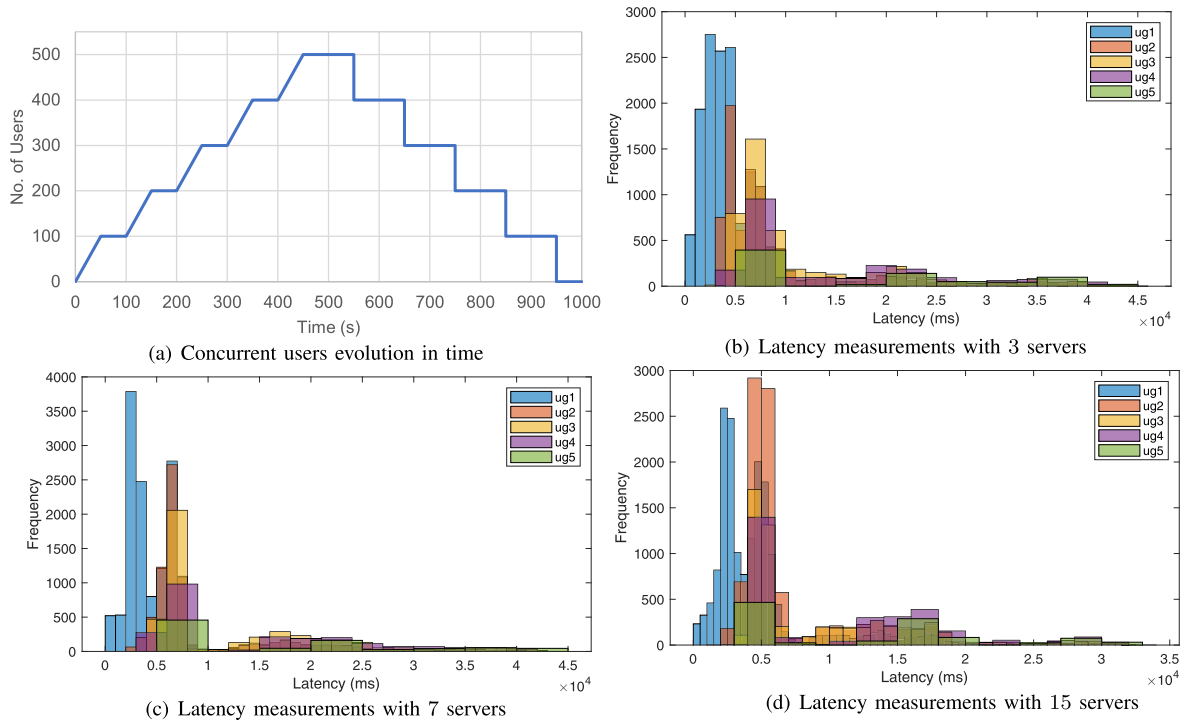 500
400
300
200
100
0
No. of Users
0 100 200 300 400 500 600 700 800 900 1000
Time (s)
(a) Concurrent users evolution in time
3000
2500
2000
1500
1000
500
0
Frequency
ug1
ug2
ug3
ug4
ug5
0 0.5 1 1.5 2 2.5 3 3.5 4 4.5
Latency (ms)
×10⁴
(b) Latency measurements with 3 servers
4000
3500
3000
2500
2000
1500
1000
500
0
Frequency
ug1
ug2
ug3
ug4
ug5
0 0.5 1 1.5 2 2.5 3 3.5 4 4.5
Latency (ms)
×10⁴
(c) Latency measurements with 7 servers
3000
2500
2000
1500
1000
500
0
Frequency
ug1
ug2
ug3
ug4
ug5
0 0.5 1 1.5 2 2.5 3 3.5
Latency (ms)
×10⁴
(d) Latency measurements with 15 servers